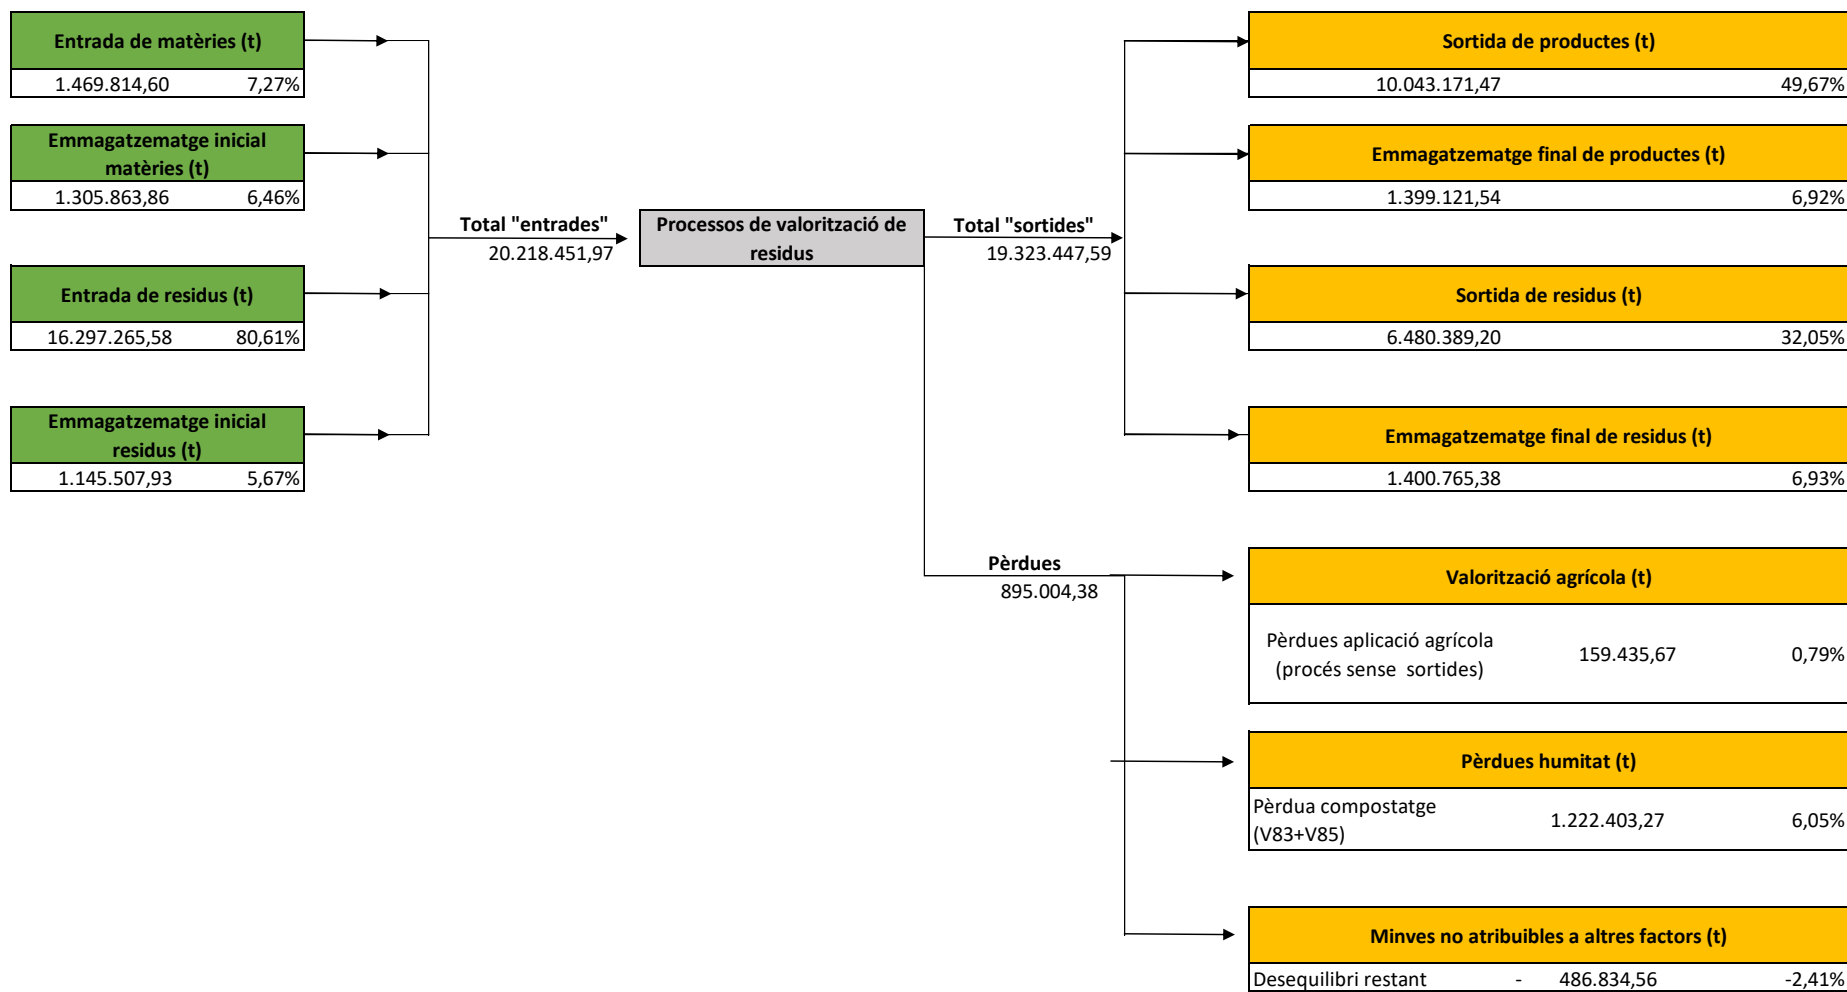 Entrada de matèries (t)
1.469.814,60 7,27%
Emmagatzematge inicial
matèries (t)
1.305.863,86 6,46%
Entrada de residus (t)
16.297.265,58 80,61%
Emmagatzematge inicial
residus (t)
1.145.507,93 5,67%
Total "entrades"
20.218.451,97
Processos de valorització de
residus
Total "sortides"
19.323.447,59
Pèrdues
895.004,38
Sortida de productes (t)
10.043.171,47 49,67%
Emmagatzematge final de productes (t)
1.399.121,54 6,92%
Sortida de residus (t)
6.480.389,20 32,05%
Emmagatzematge final de residus (t)
1.400.765,38 6,93%
Valorització agrícola (t)
Pèrdues aplicació agrícola
(procés sense sortides)
159.435,67 0,79%
Pèrdues humitat (t)
Pèrdua compostatge
(V83+V85)
1.222.403,27 6,05%
Minves no atribuibles a altres factors (t)
Desequilibri restant - 486.834,56 -2,41%